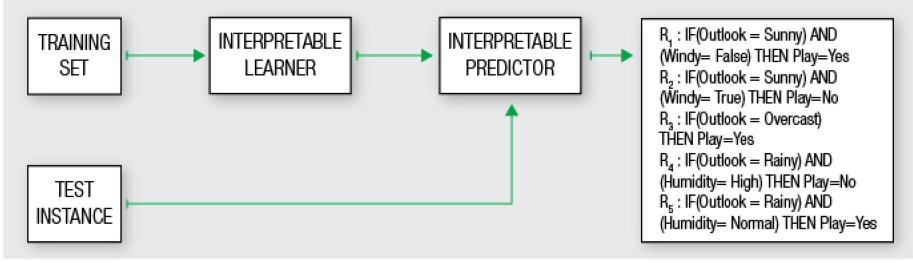 TRAINING
SET
INTERPRETABLE
LEARNER
INTERPRETABLE
PREDICTOR
R₁ : IF(Outlook = Sunny) AND
(Windy= False) THEN Play=Yes
R₂ : IF(Outlook = Sunny) AND
(Windy= True) THEN Play=No
R₃ : IF(Outlook = Overcast)
THEN Play=Yes
R₄ : IF(Outlook = Rainy) AND
(Humidity= High) THEN Play=No
R₅ : IF(Outlook = Rainy) AND
(Humidity= Normal) THEN Play=Yes
TEST
INSTANCE